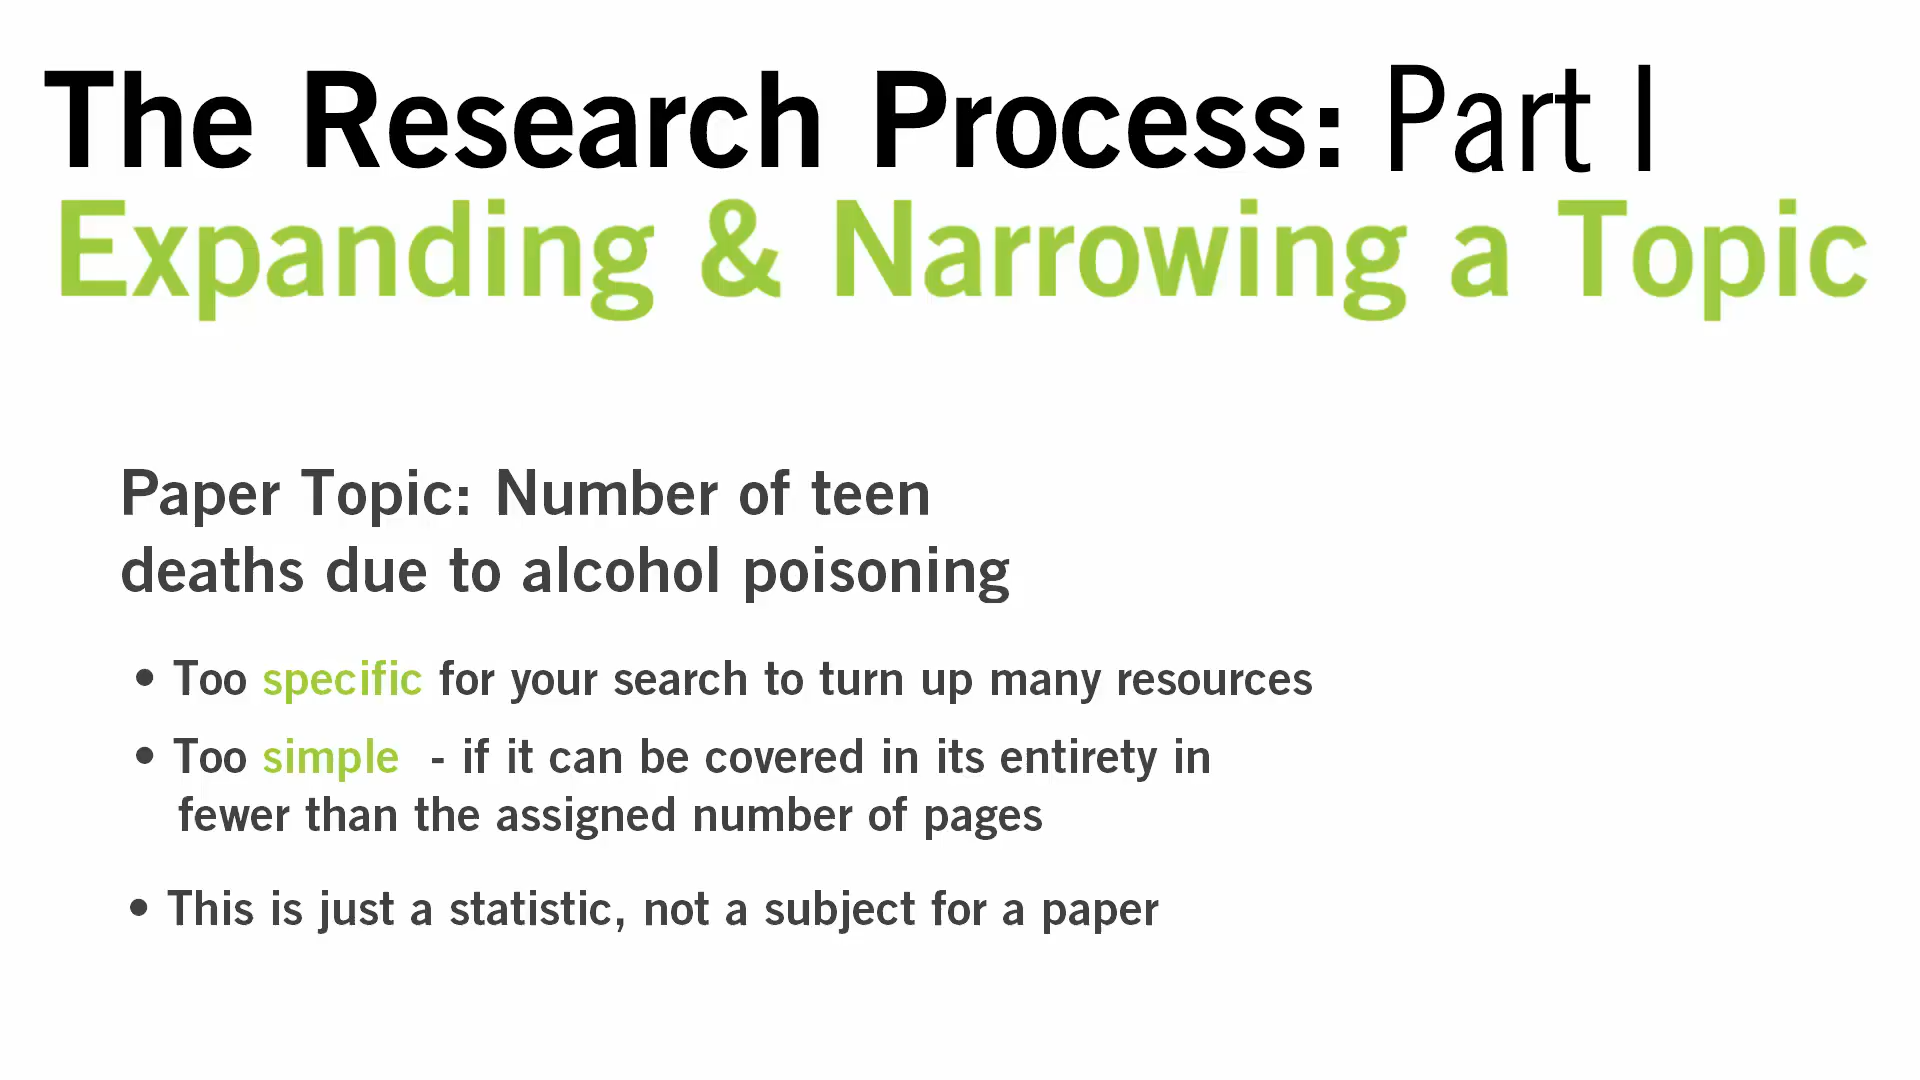 The Research Process: Part I
Expanding & Narrowing a Topic
Paper Topic: Number of teen
deaths due to alcohol poisoning
• Too specific for your search to turn up many resources
• Too simple - if it can be covered in its entirety in
fewer than the assigned number of pages
• This is just a statistic, not a subject for a paper